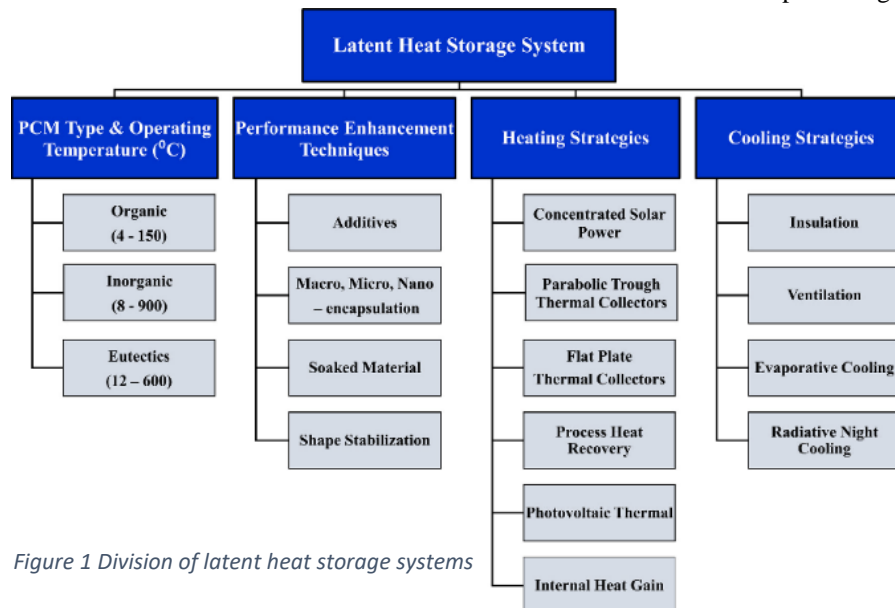 Latent Heat Storage System
PCM Type & Operating
Temperature (⁰C)
Organic
(4 - 150)
Inorganic
(8 - 900)
Eutectics
(12 – 600)
Performance Enhancement
Techniques
Additives
Macro, Micro, Nano
– encapsulation
Soaked Material
Shape Stabilization
Heating Strategies
Concentrated Solar
Power
Parabolic Trough
Thermal Collectors
Flat Plate
Thermal Collectors
Process Heat
Recovery
Photovoltaic Thermal
Internal Heat Gain
Cooling Strategies
Insulation
Ventilation
Evaporative Cooling
Radiative Night
Cooling
Figure 1 Division of latent heat storage systems